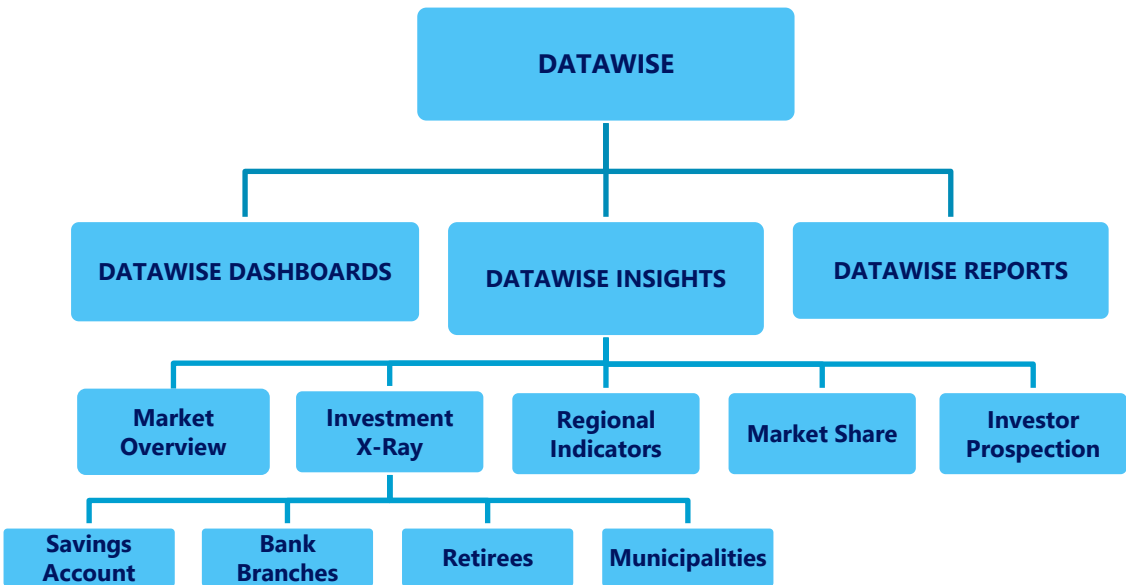 DATAWISE
DATAWISE DASHBOARDS
DATAWISE INSIGHTS
DATAWISE REPORTS
Market
Overview
Investment
X-Ray
Regional
Indicators
Market Share
Investor
Prospection
Savings
Account
Bank
Branches
Retirees
Municipalities